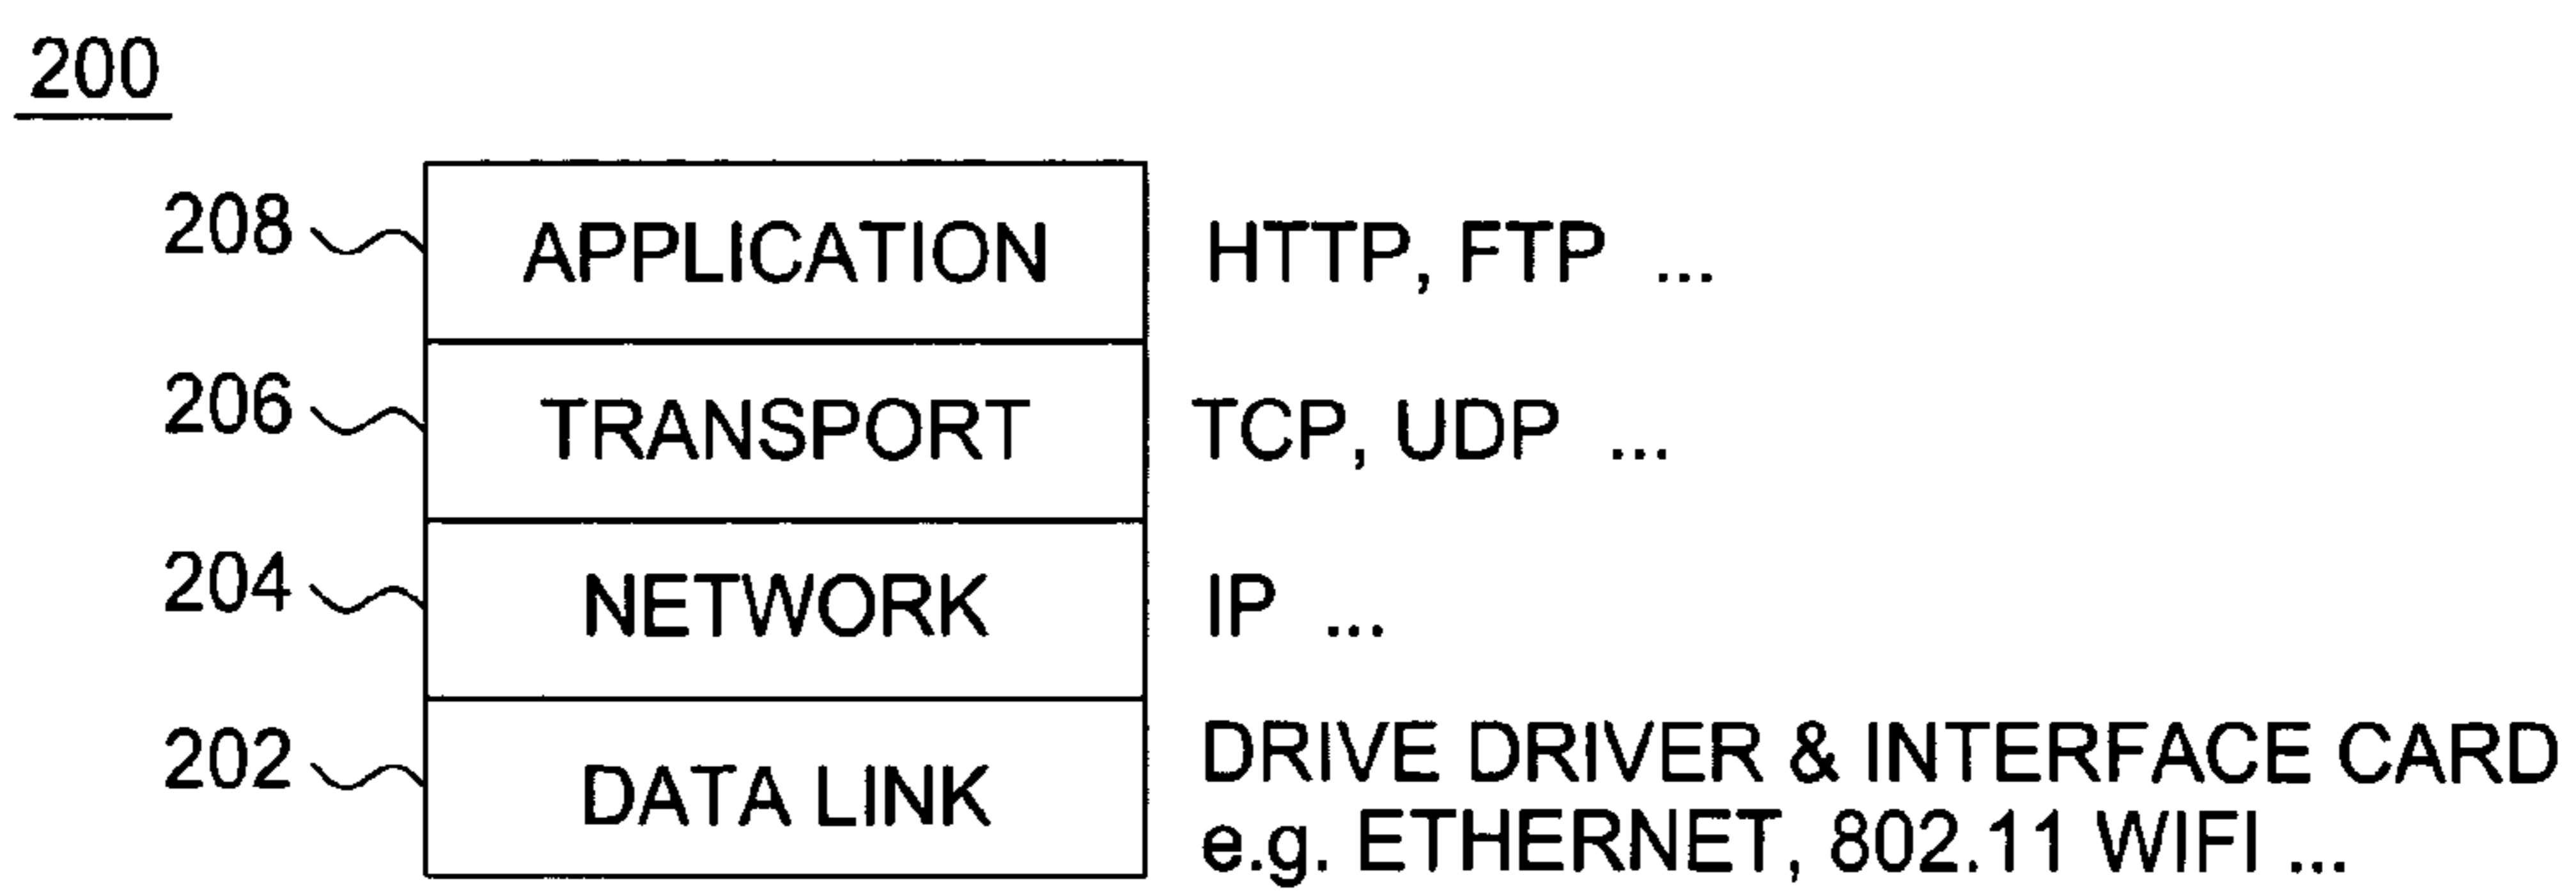 200
208 APPLICATION HTTP, FTP ...
206 TRANSPORT TCP, UDP ...
204 NETWORK IP ...
202 DATA LINK DRIVE DRIVER & INTERFACE CARD
e.g. ETHERNET, 802.11 WIFI ...